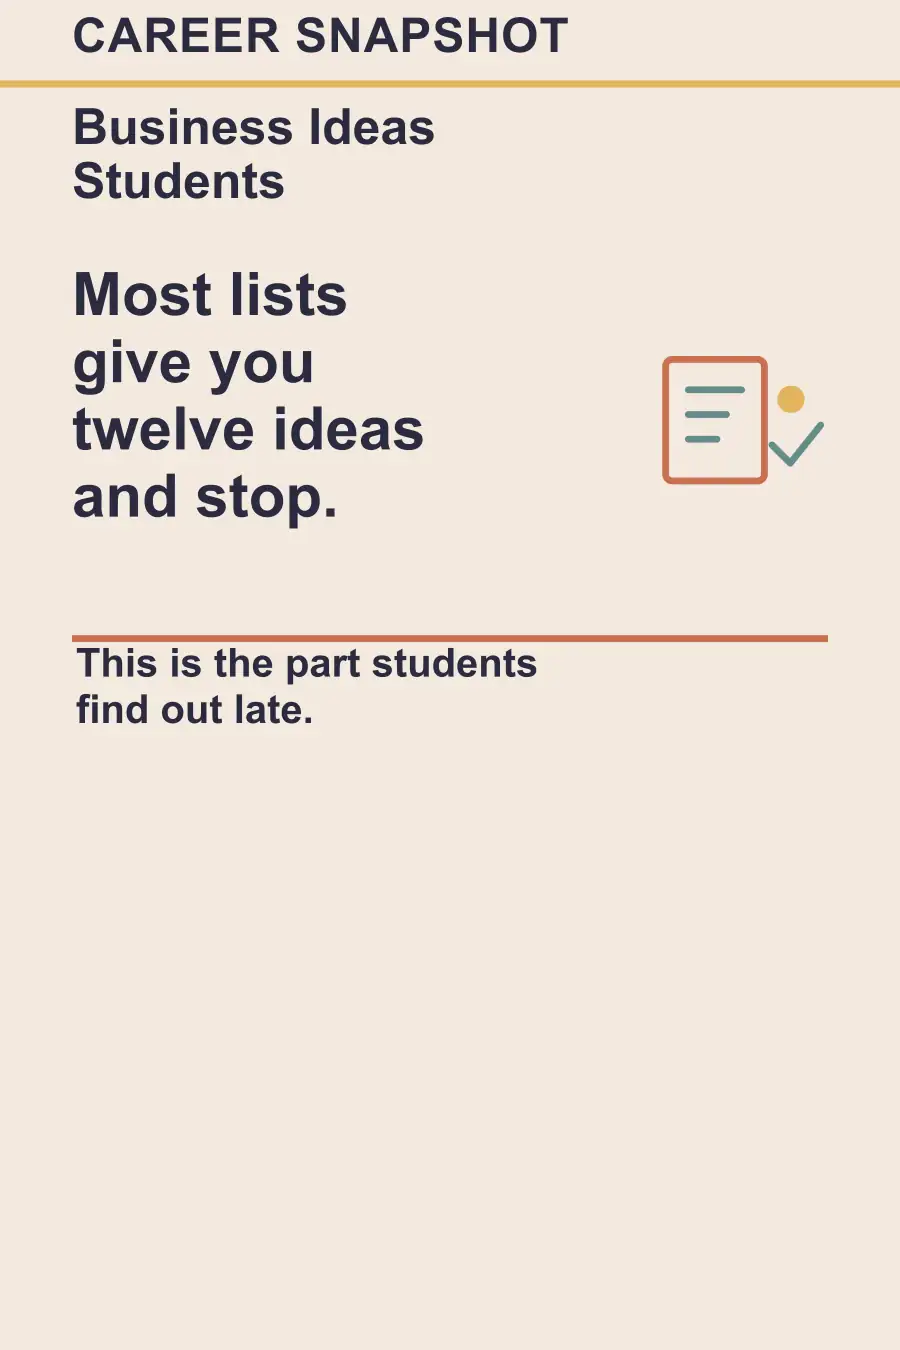 CAREER SNAPSHOT
Business Ideas
Students
Most lists
give you
twelve ideas
and stop.
This is the part students
find out late.